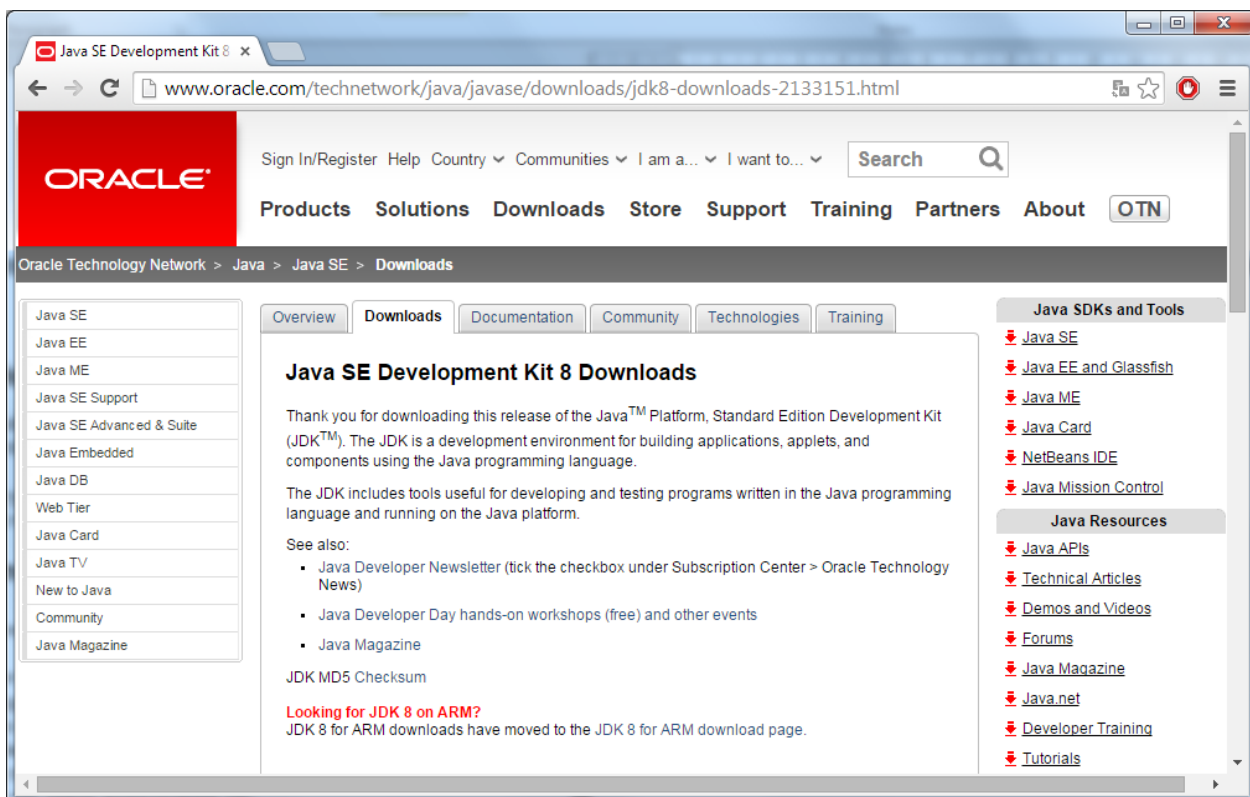 Java SE Development Kit 8
www.oracle.com/technetwork/java/javase/downloads/jdk8-downloads-2133151.html
ORACLE
Sign In/Register Help Country Communities I am a... I want to... Search
Products Solutions Downloads Store Support Training Partners About OTN
Oracle Technology Network > Java > Java SE > Downloads
Java SE
Java EE
Java ME
Java SE Support
Java SE Advanced & Suite
Java Embedded
Java DB
Web Tier
Java Card
Java TV
New to Java
Community
Java Magazine
Overview Downloads Documentation Community Technologies Training
Java SE Development Kit 8 Downloads
Thank you for downloading this release of the Java™ Platform, Standard Edition Development Kit
(JDK™). The JDK is a development environment for building applications, applets, and
components using the Java programming language.
The JDK includes tools useful for developing and testing programs written in the Java programming
language and running on the Java platform.
See also:
▪ Java Developer Newsletter (tick the checkbox under Subscription Center > Oracle Technology
News)
▪ Java Developer Day hands-on workshops (free) and other events
▪ Java Magazine
JDK MD5 Checksum
Looking for JDK 8 on ARM?
JDK 8 for ARM downloads have moved to the JDK 8 for ARM download page.
Java SDKs and Tools
Java SE
Java EE and Glassfish
Java ME
Java Card
NetBeans IDE
Java Mission Control
Java Resources
Java APIs
Technical Articles
Demos and Videos
Forums
Java Magazine
Java.net
Developer Training
Tutorials